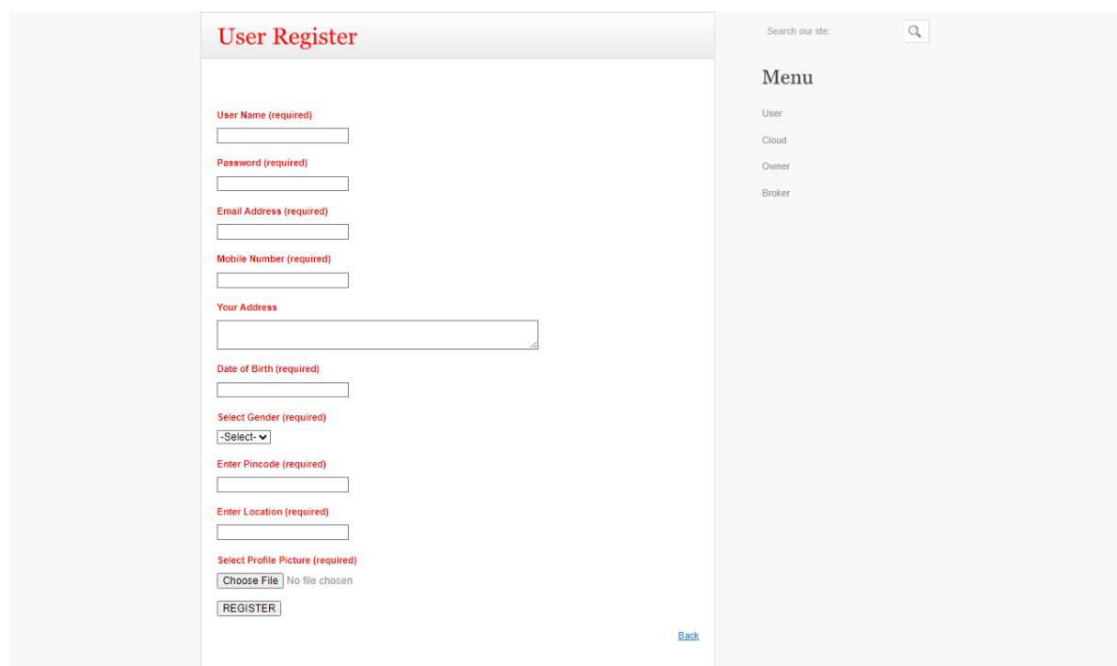 User Register
User Name (required)
Password (required)
Email Address (required)
Mobile Number (required)
Your Address
Date of Birth (required)
Select Gender (required)
-Select-
Enter Pincode (required)
Enter Location (required)
Select Profile Picture (required)
Choose File No file chosen
REGISTER
Back
Search our ste:
Menu
User
Cloud
Owner
Broker